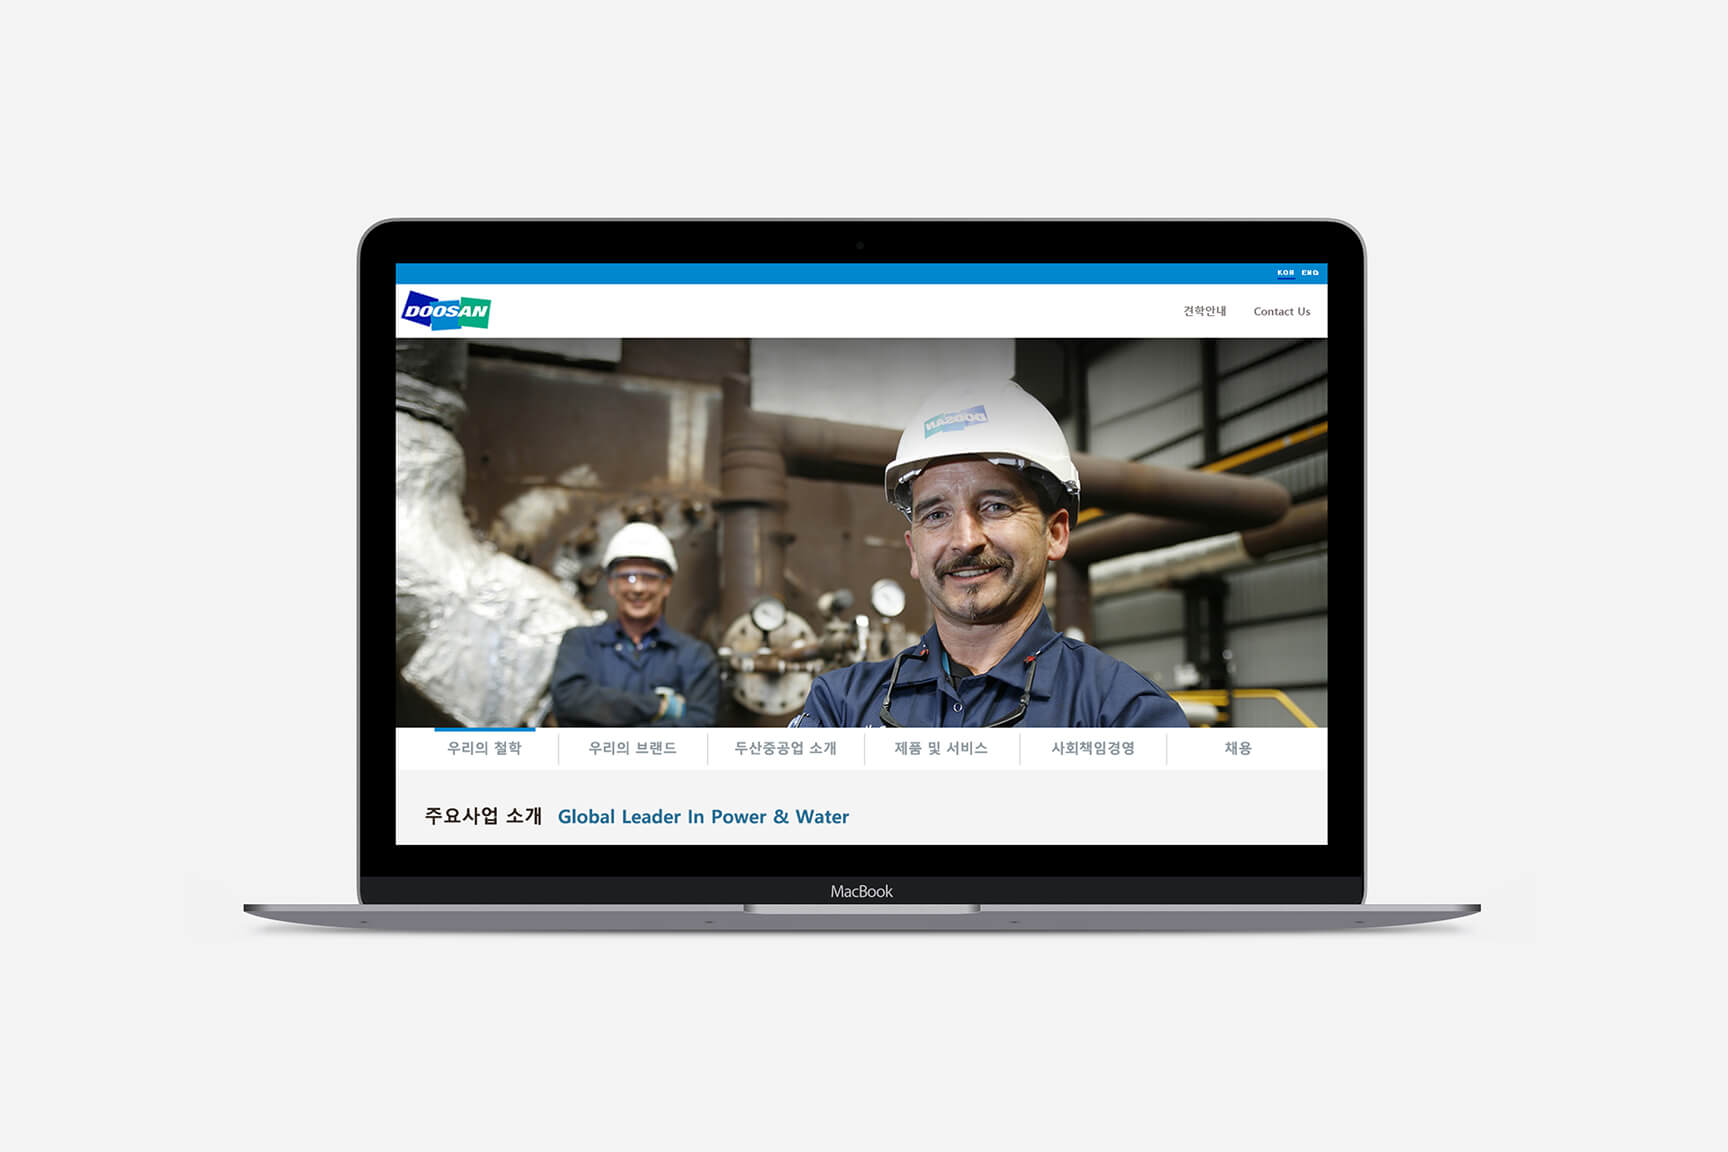 KOR ENG
DOOSAN
견학안내 Contact Us
DOOSAN
우리의 철학 우리의 브랜드 두산중공업 소개 제품 및 서비스 사회책임경영 채용
주요사업 소개 Global Leader In Power & Water
MacBook